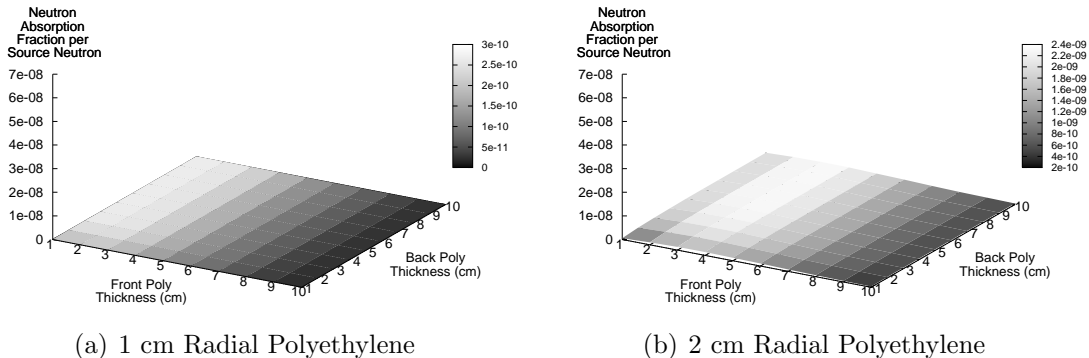 Neutron
Absorption
Fraction per
Source Neutron
7e-08
6e-08
5e-08
4e-08
3e-08
2e-08
1e-08
0
1
2
3
4
5
6
7
8
9
10
Front Poly
Thickness (cm)
1
2
3
4
5
6
7
8
9
10
Back Poly
Thickness (cm)
3e-10
2.5e-10
2e-10
1.5e-10
1e-10
5e-11
0
(a) 1 cm Radial Polyethylene
Neutron
Absorption
Fraction per
Source Neutron
7e-08
6e-08
5e-08
4e-08
3e-08
2e-08
1e-08
0
1
2
3
4
5
6
7
8
9
10
Front Poly
Thickness (cm)
1
2
3
4
5
6
7
8
9
10
Back Poly
Thickness (cm)
2.4e-09
2.2e-09
2e-09
1.8e-09
1.6e-09
1.4e-09
1.2e-09
1e-09
8e-10
6e-10
4e-10
2e-10
(b) 2 cm Radial Polyethylene